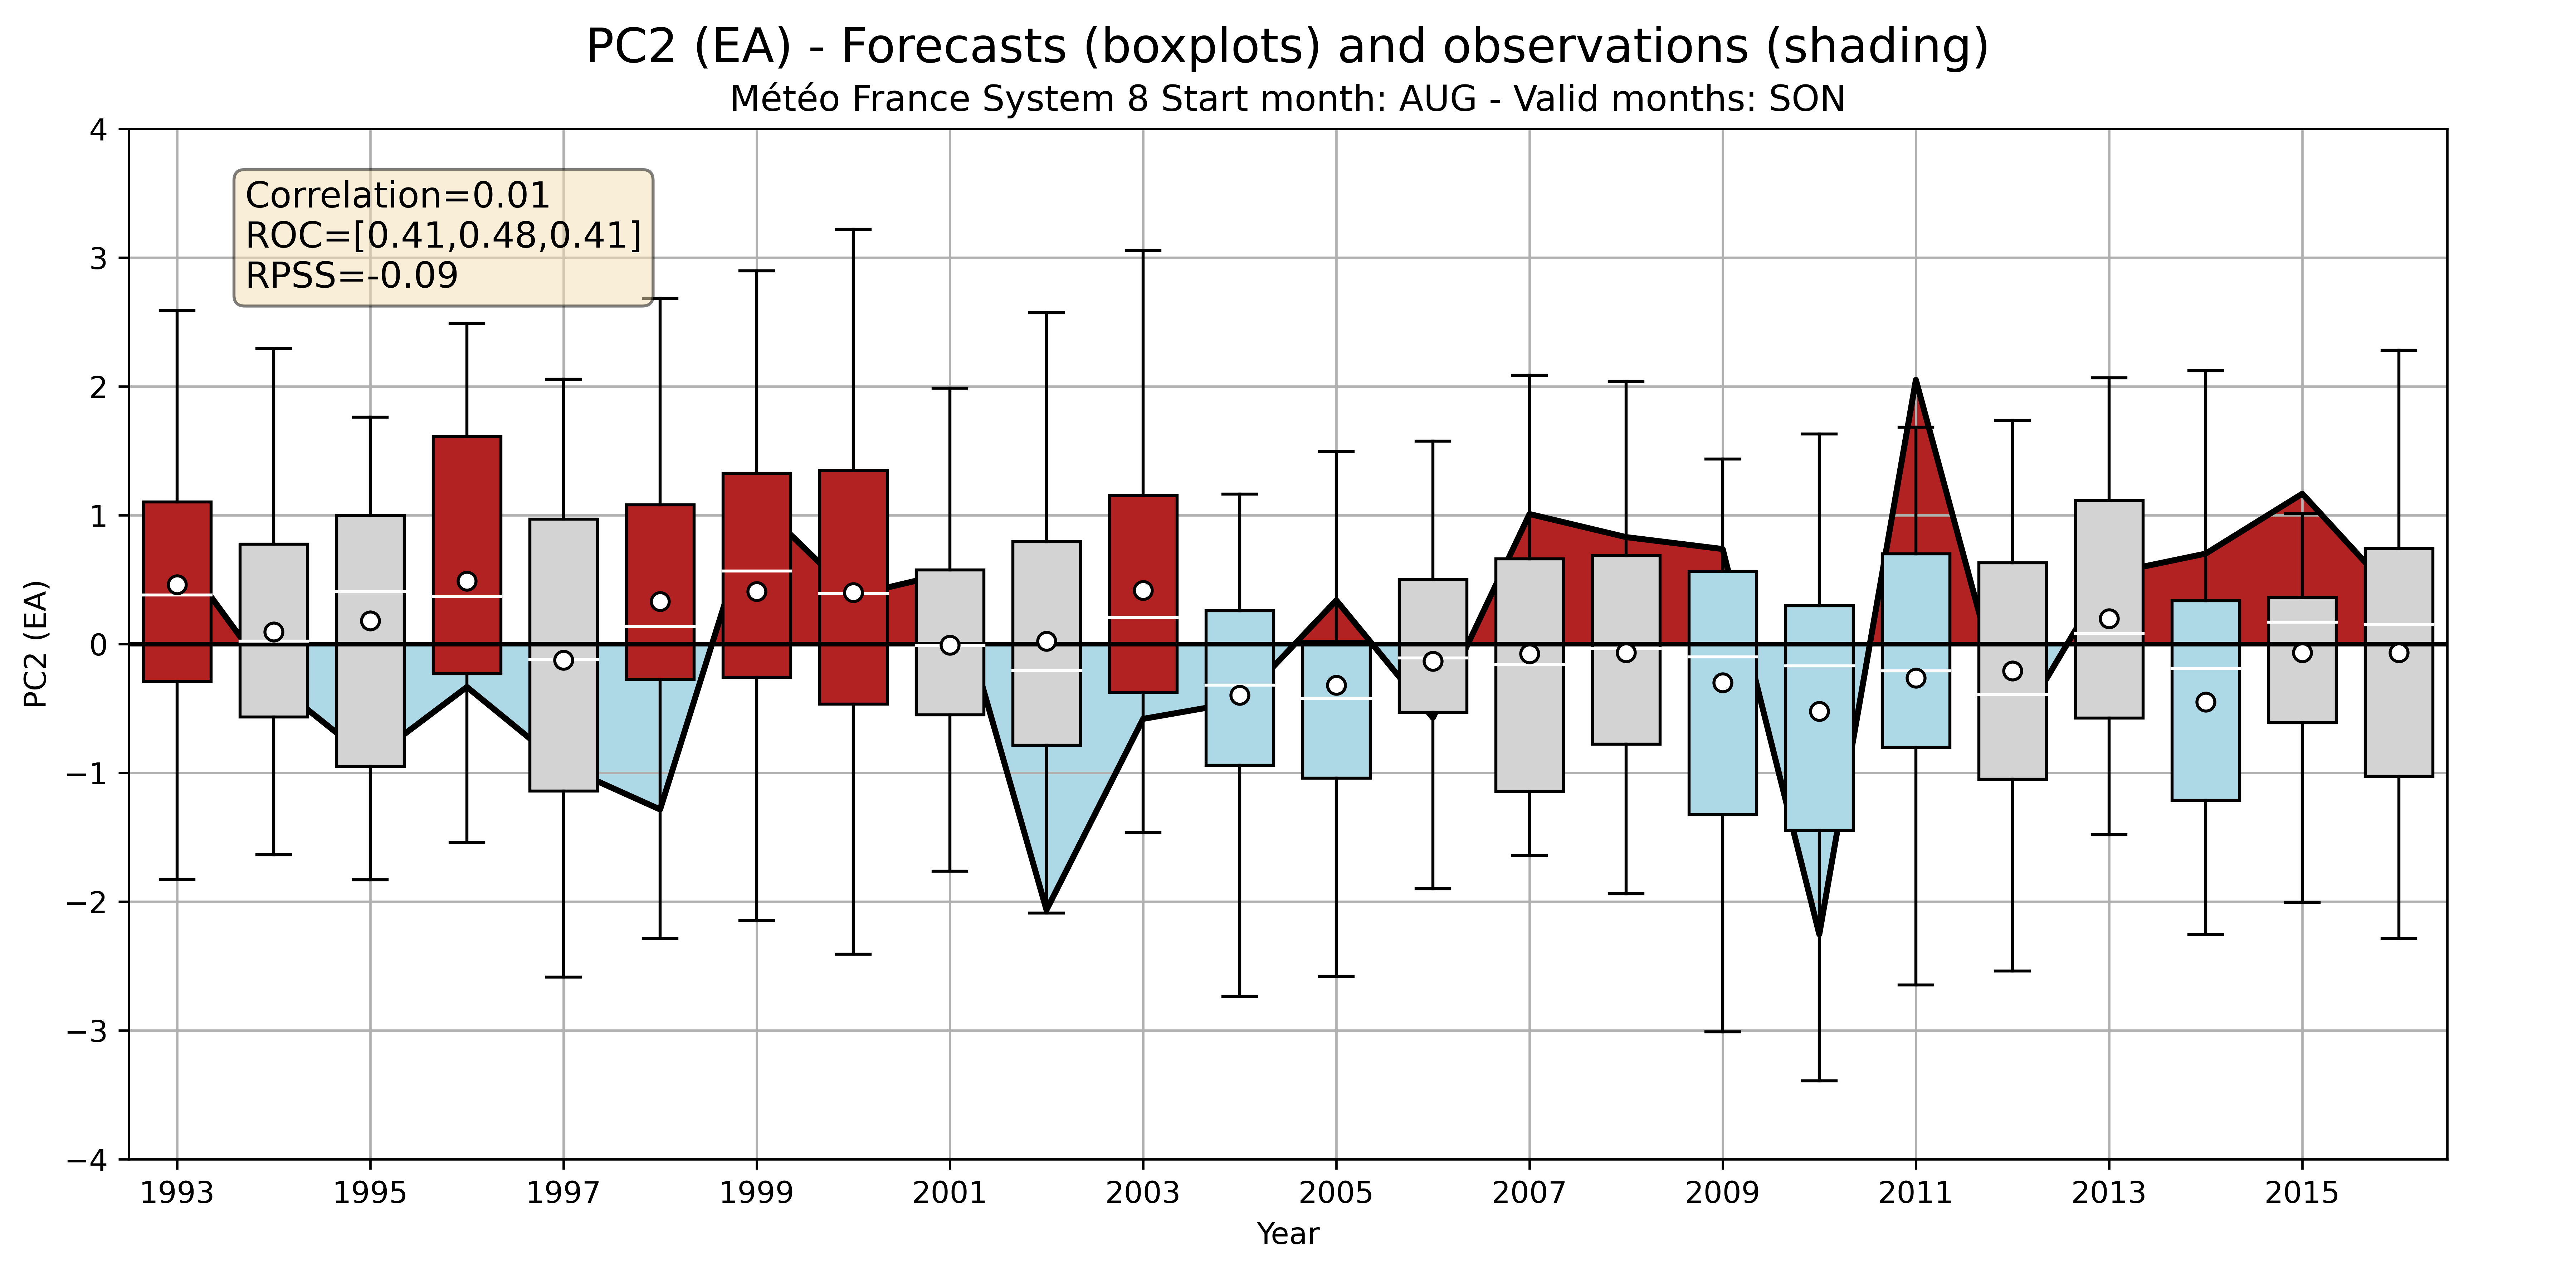 PC2 (EA) - Forecasts (boxplots) and observations (shading)
Météo France System 8 Start month: AUG - Valid months: SON
Correlation=0.01
ROC=[0.41,0.48,0.41]
RPSS=-0.09
PC2 (EA)
4
3
2
1
0
−1
−2
−3
−4
1993 1995 1997 1999 2001 2003 2005 2007 2009 2011 2013 2015
Year